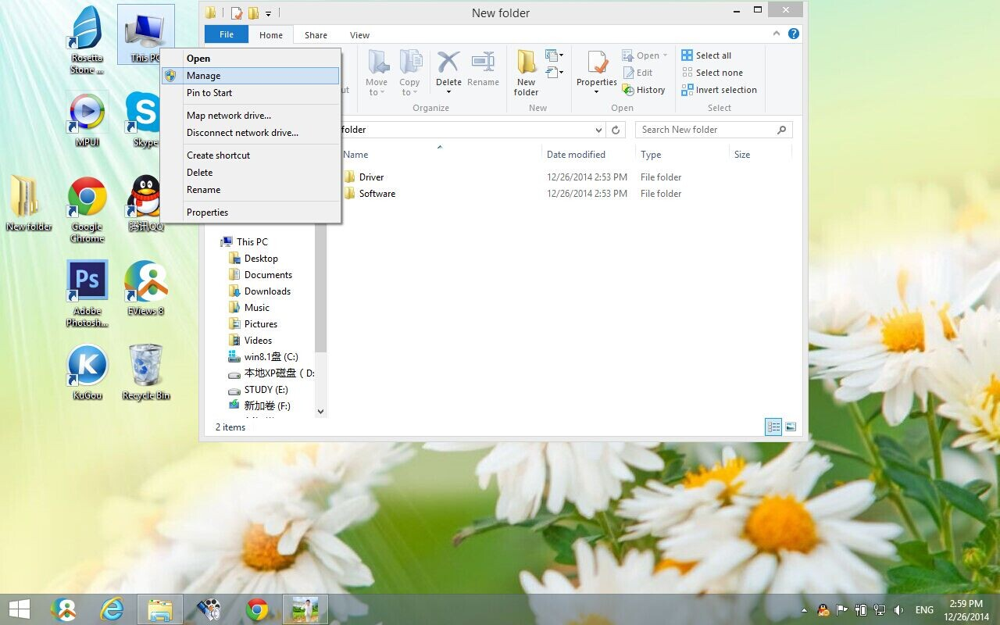 New folder
File
Home
Share
View
Rosetta
Stone ...
This PC
MPUI
Skype
New folder
Google
Chrome
腾讯QQ
Ps
Adobe
Photosh...
EViews 8
K
KuGou
Recycle Bin
Open
Manage
Pin to Start
Map network drive...
Disconnect network drive...
Create shortcut
Delete
Rename
Properties
ut
Move
to
Copy
to
Delete
Rename
Organize
New
folder
New
Properties
Open
Edit
History
Open
Select all
Select none
Invert selection
Select
folder
Search New folder
Name
Date modified
Type
Size
Driver
12/26/2014 2:53 PM
File folder
Software
12/26/2014 2:53 PM
File folder
This PC
Desktop
Documents
Downloads
Music
Pictures
Videos
win8.1盘 (C:)
本地XP磁盘（D:
STUDY (E:)
新加卷 (F:)
2 items
ENG
2:59 PM
12/26/2014